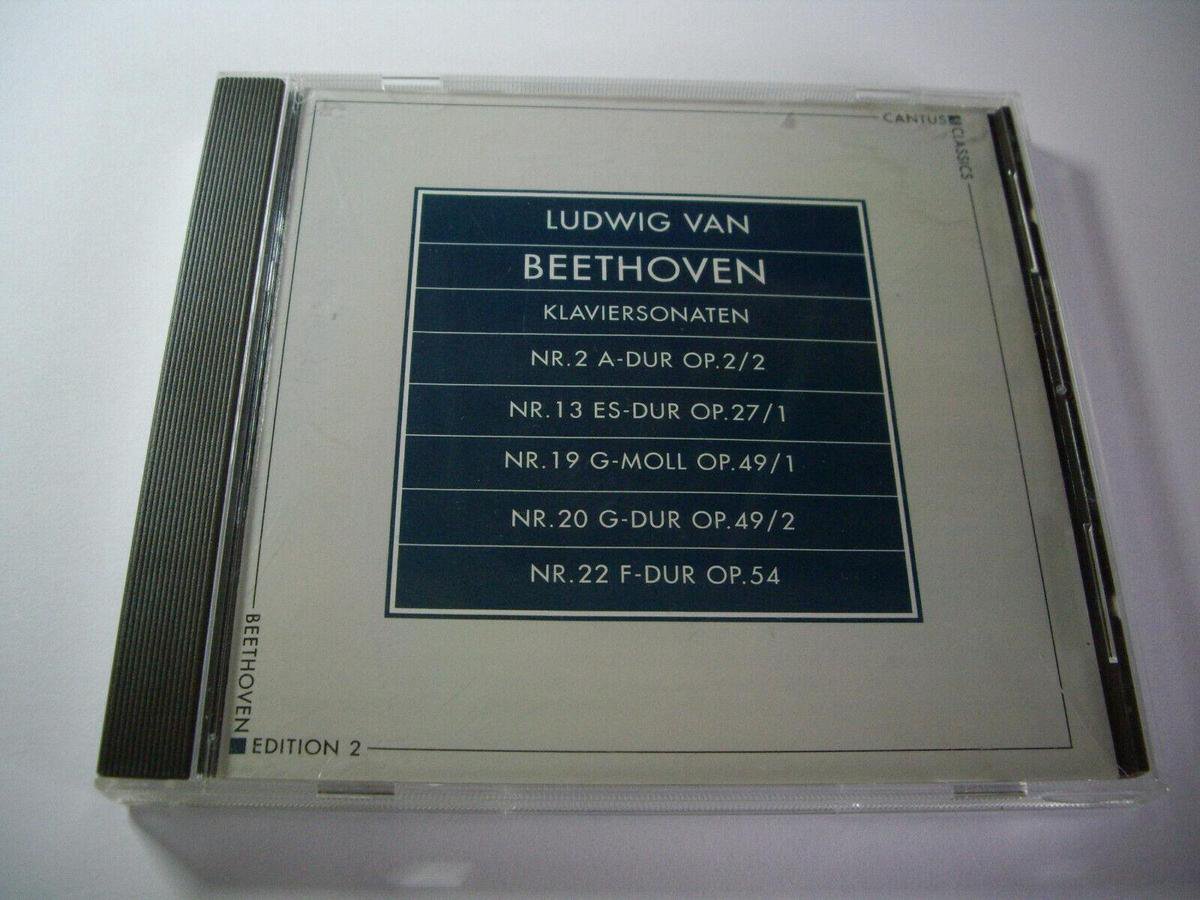 CANTUS
CLASSICS
LUDWIG VAN
BEETHOVEN
KLAVIERSONATEN
NR.2 A-DUR OP.2/2
NR.13 ES-DUR OP.27/1
NR.19 G-MOLL OP.49/1
NR.20 G-DUR OP.49/2
NR.22 F-DUR OP.54
BEETHOVEN
EDITION 2